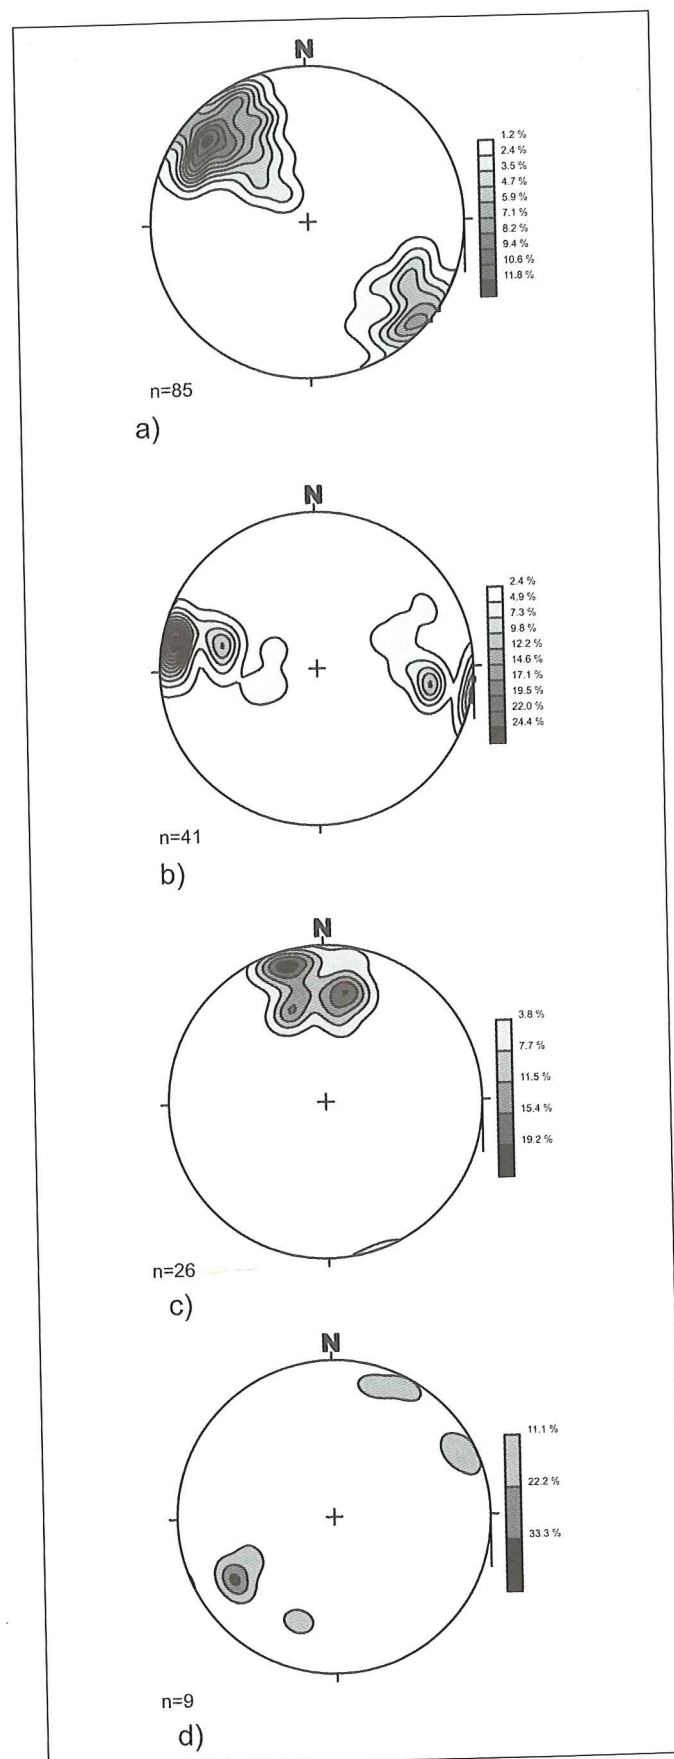 N
1.2 %
2.4 %
3.5 %
4.7 %
5.9 %
7.1 %
8.2 %
9.4 %
10.6 %
11.8 %
n=85
a)
N
2.4 %
4.9 %
7.3 %
9.8 %
12.2 %
14.6 %
17.1 %
19.5 %
22.0 %
24.4 %
n=41
b)
N
3.8 %
7.7 %
11.5 %
15.4 %
19.2 %
n=26
c)
N
11.1 %
22.2 %
33.3 %
n=9
d)